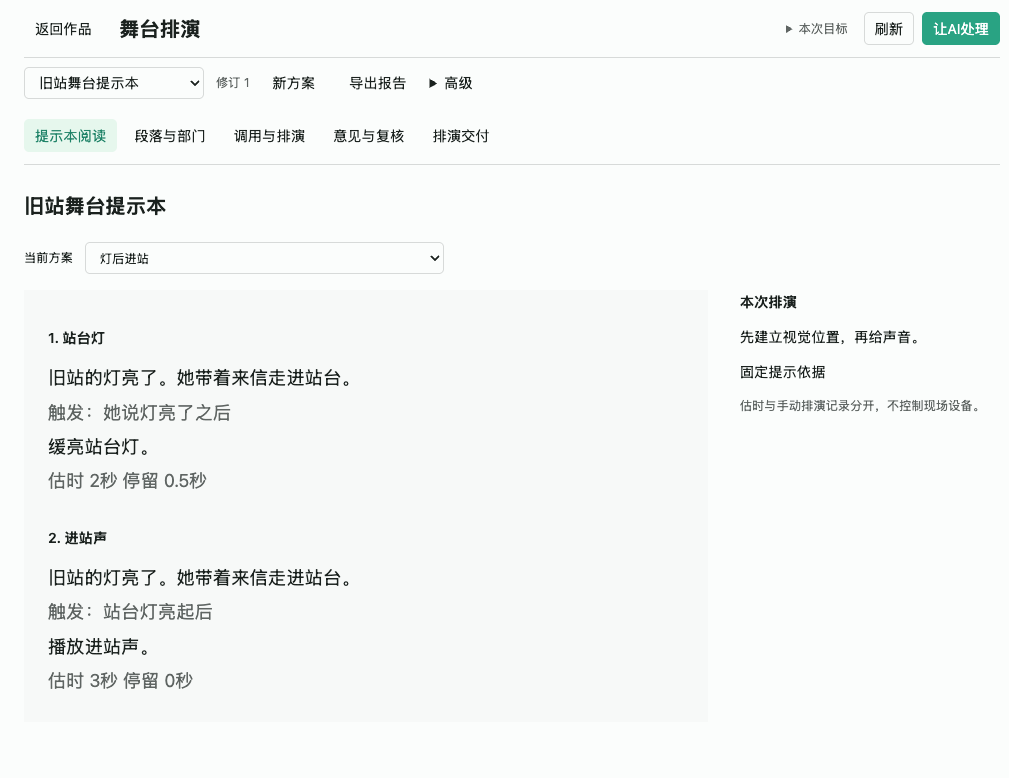 返回作品
舞台排演
▶ 本次目标
刷新
让AI处理
旧站舞台提示本
修订 1
新方案
导出报告
▶ 高级
提示本阅读
段落与部门
调用与排演
意见与复核
排演交付
旧站舞台提示本
当前方案
灯后进站
1. 站台灯
旧站的灯亮了。她带着来信走进站台。
触发：她说灯亮了之后
缓亮站台灯。
估时 2秒 停留 0.5秒
2. 进站声
旧站的灯亮了。她带着来信走进站台。
触发：站台灯亮起后
播放进站声。
估时 3秒 停留 0秒
本次排演
先建立视觉位置，再给声音。
固定提示依据
估时与手动排演记录分开，不控制现场设备。